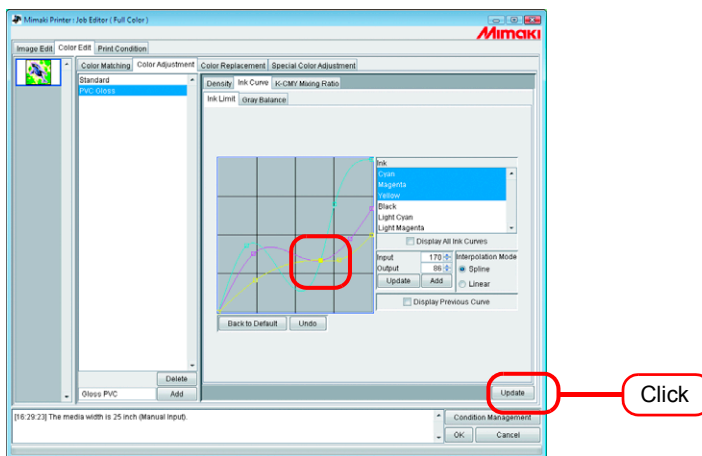 Mimaki Printer : Job Editor ( Full Color )
Mimaki
Image Edit Color Edit Print Condition
Color Matching Color Adjustment Color Replacement Special Color Adjustment
Standard
PVC Gloss
Density Ink Curve K-CMY Mixing Ratio
Ink Limit Gray Balance
Ink
Cyan
Magenta
Yellow
Black
Light Cyan
Light Magenta
Display All Ink Curves
Input 170 Interpolation Mode
Output 86 Spline
Update Add Linear
Display Previous Curve
Back to Default Undo
Delete
Gloss PVC Add
Update
Click
[16:29:23] The media width is 25 inch (Manual Input).
Condition Management
OK Cancel